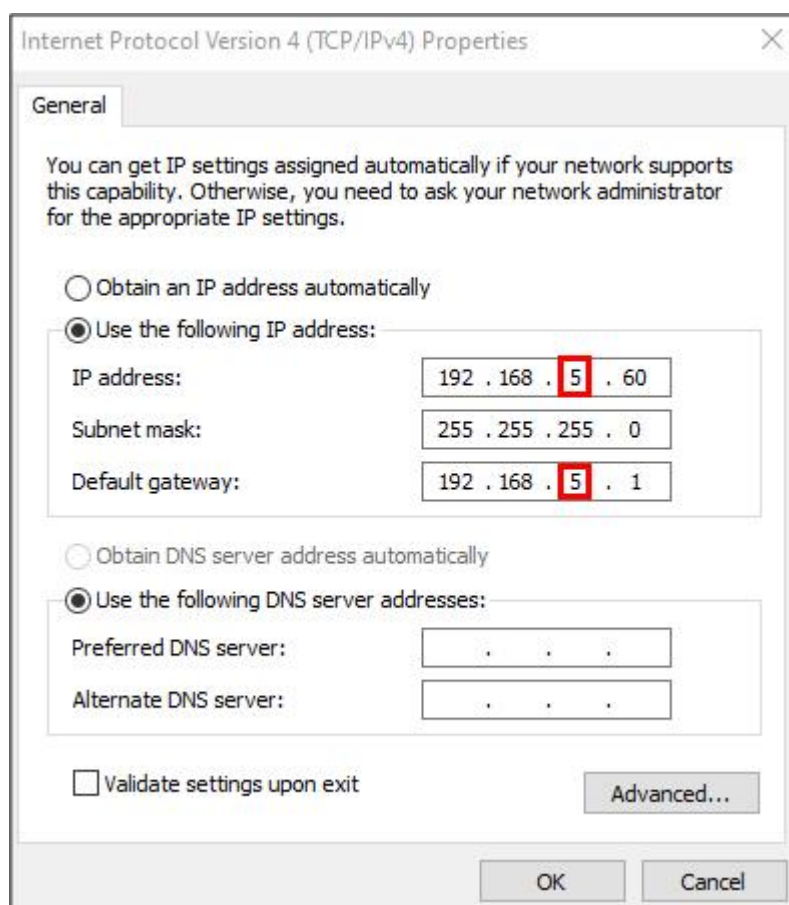 Internet Protocol Version 4 (TCP/IPv4) Properties
General
You can get IP settings assigned automatically if your network supports
this capability. Otherwise, you need to ask your network administrator
for the appropriate IP settings.
Obtain an IP address automatically
Use the following IP address:
IP address: 192 . 168 . 5 . 60
Subnet mask: 255 . 255 . 255 . 0
Default gateway: 192 . 168 . 5 . 1
Obtain DNS server address automatically
Use the following DNS server addresses:
Preferred DNS server: . . .
Alternate DNS server: . . .
Validate settings upon exit
Advanced...
OK Cancel